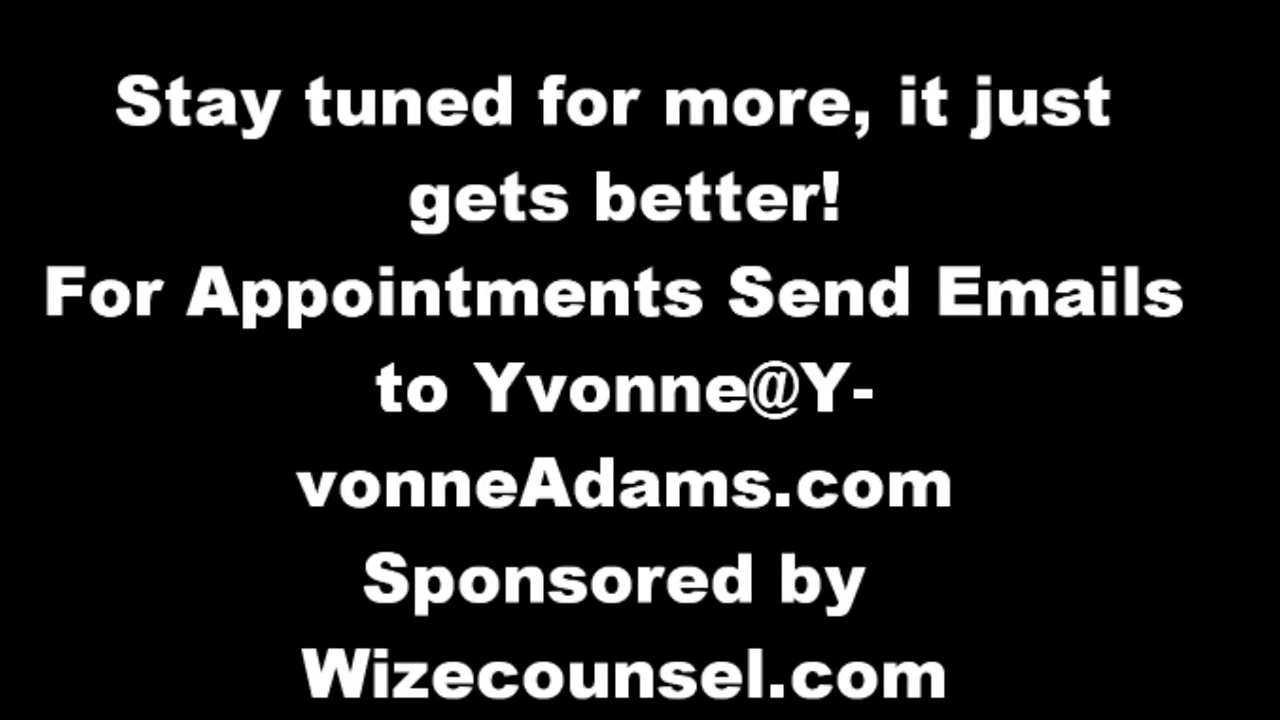 Stay tuned for more, it just
gets better!
For Appointments Send Emails
to Yvonne@Y-
vonneAdams.com
Sponsored by
Wizecounsel.com